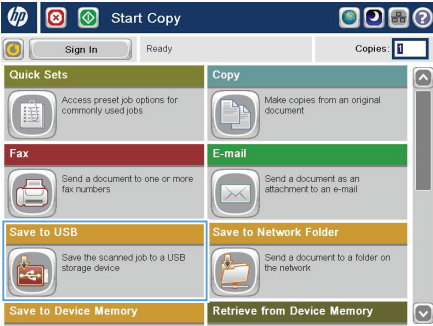 hp
Start Copy
?
Sign In
Ready
Copies: 1
Quick Sets
Access preset job options for
commonly used jobs
Copy
Make copies from an original
document
Fax
Send a document to one or more
fax numbers
E-mail
Send a document as an
attachment to an e-mail
Save to USB
Save the scanned job to a USB
storage device
Save to Network Folder
Send a document to a folder on
the network
Save to Device Memory
Retrieve from Device Memory